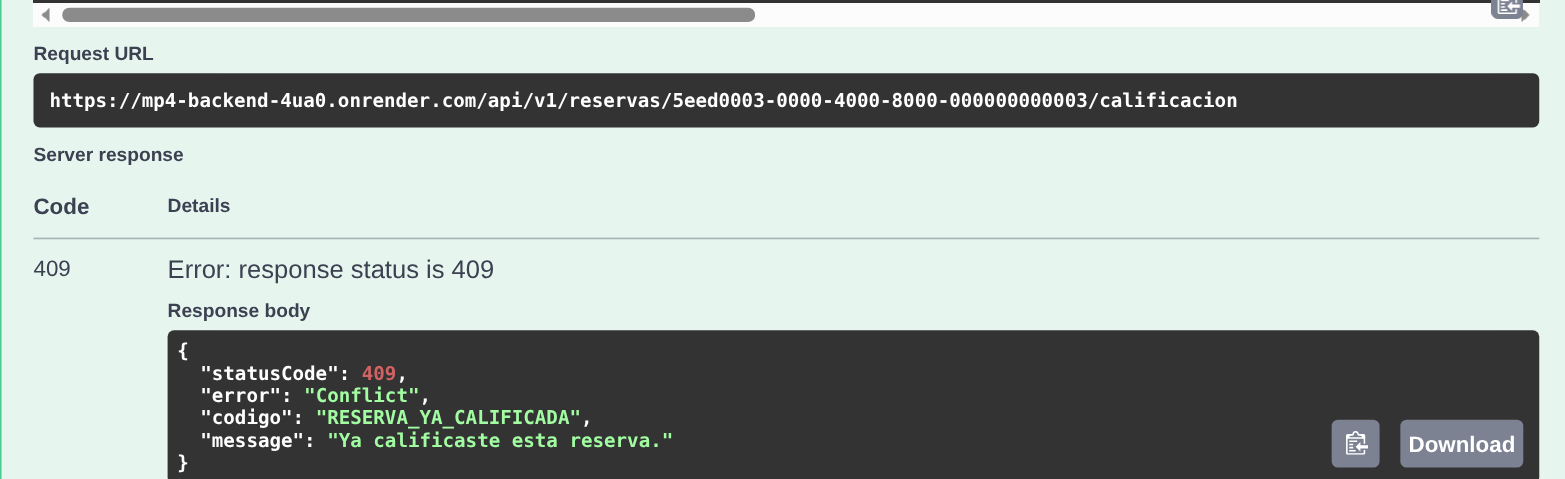 Request URL
https://mp4-backend-4ua0.onrender.com/api/v1/reservas/5eed0003-0000-4000-8000-000000000003/calificacion
Server response
Code Details
409 Error: response status is 409
Response body
{
"statusCode": 409,
"error": "Conflict",
"codigo": "RESERVA_YA_CALIFICADA",
"message": "Ya calificaste esta reserva."
}
Download